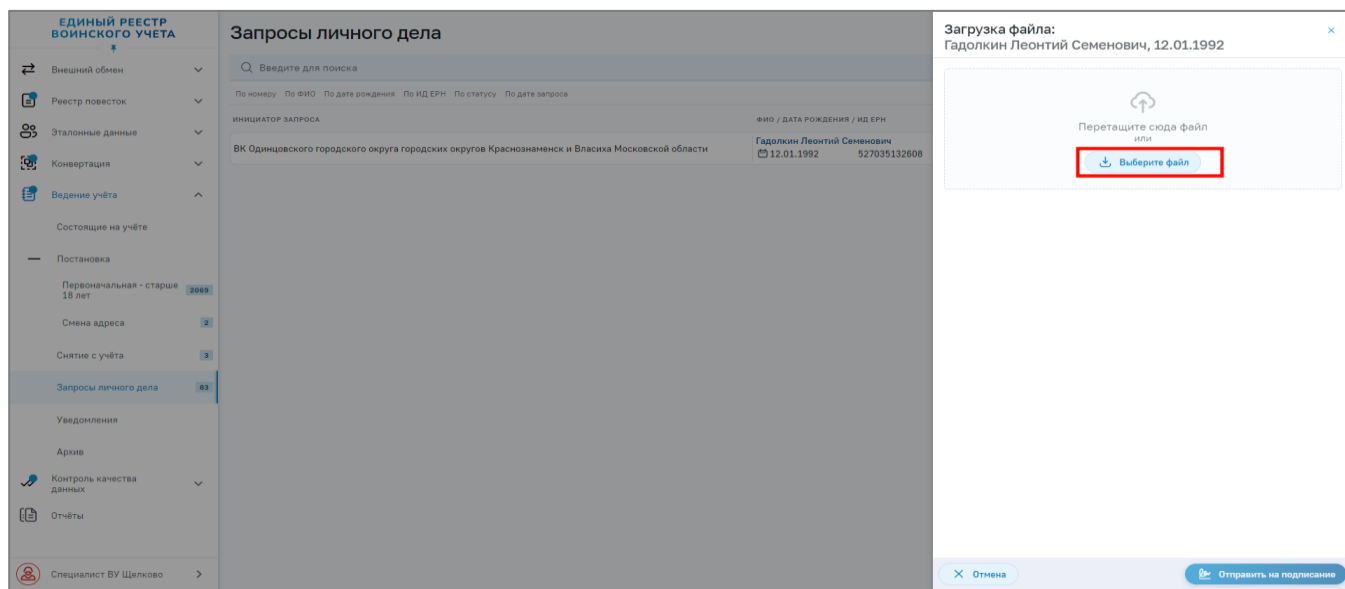 ЕДИНЫЙ РЕЕСТР
ВОИНСКОГО УЧЕТА
Внешний обмен
Реестр повесток
Эталонные данные
Конвертация
Ведение учёта
Состоящие на учёте
Постановка
Первоначальная - старше
18 лет
2069
Смена адреса 2
Снятие с учёта 3
Запросы личного дела 83
Уведомления
Архив
Контроль качества
данных
Отчёты
Специалист ВУ Щелково
Запросы личного дела
Введите для поиска
По номеру По ФИО По дате рождения По ИД ЕРН По статусу По дате запроса
ИНИЦИАТОР ЗАПРОСА ФИО / ДАТА РОЖДЕНИЯ / ИД ЕРН
ВК Одинцовского городского округа городских округов Краснознаменск и Власиха Московской области
Гадолкин Леонтий Семенович
12.01.1992 527035132608
Загрузка файла:
Гадолкин Леонтий Семенович, 12.01.1992
Перетащите сюда файл
или
Выберите файл
Отмена
Отправить на подписание